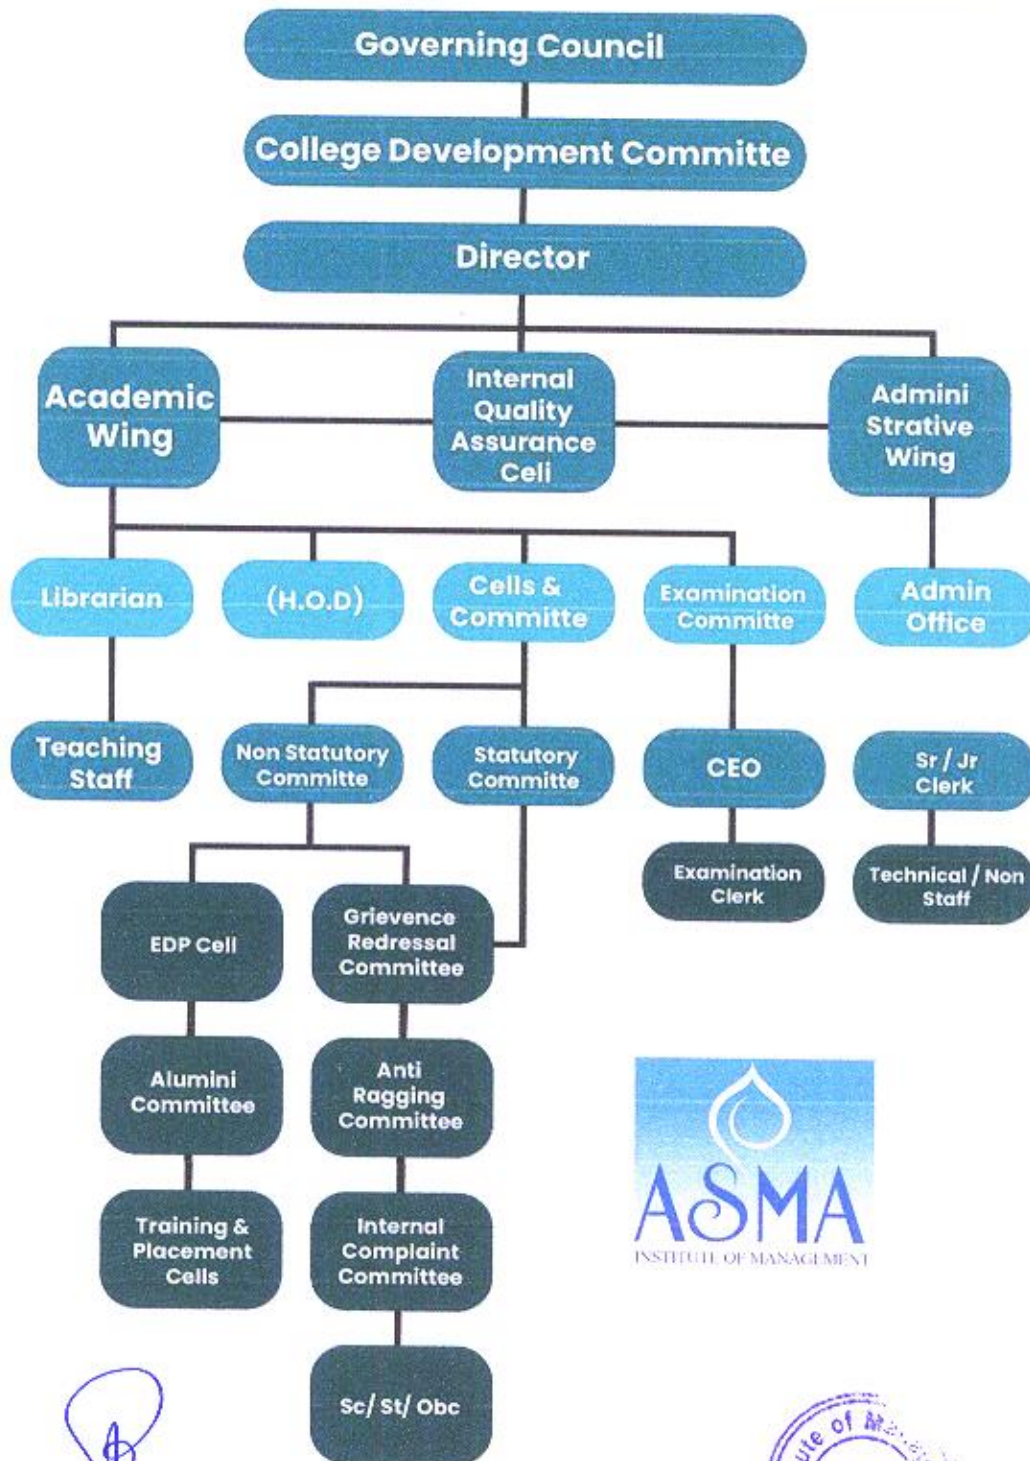 Governing Council
College Development Committe
Director
Academic
Wing
Internal
Quality
Assurance
Cell
Admini
Strative
Wing
Librarian
(H.O.D)
Cells &
Committe
Examination
Committe
Admin
Office
Teaching
Staff
Non Statutory
Committe
Statutory
Committe
CEO
Sr / Jr
Clerk
Examination
Clerk
Technical / Non
Staff
EDP Cell
Grievence
Redressal
Committee
Alumini
Committee
Anti
Ragging
Committee
Training &
Placement
Cells
Internal
Complaint
Committee
Sc/ St/ Obc
ASMA
INSTITUTE OF MANAGEMENT
of